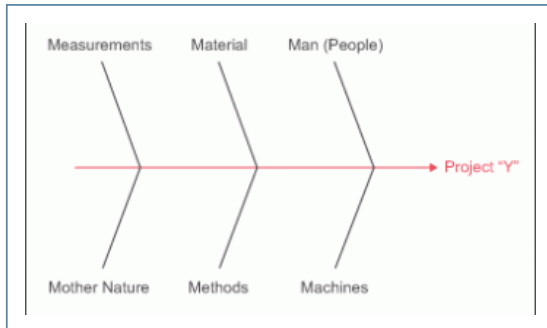 Measurements
Material
Man (People)
Project “Y”
Mother Nature
Methods
Machines